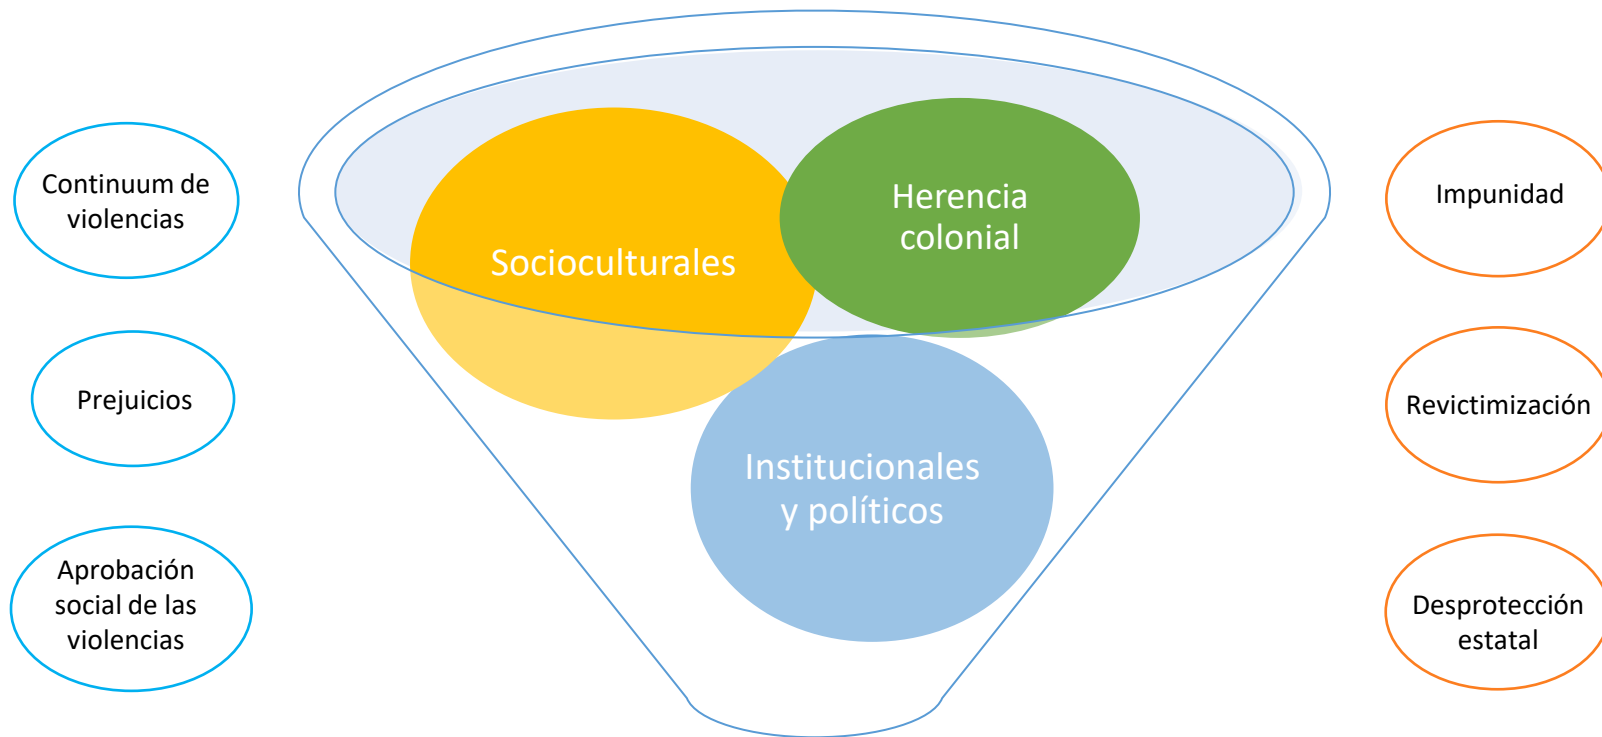 Continuum de
violencias
Prejuicios
Aprobación
social de las
violencias
Socioculturales
Herencia
colonial
Institucionales
y políticos
Impunidad
Revictimización
Desprotección
estatal